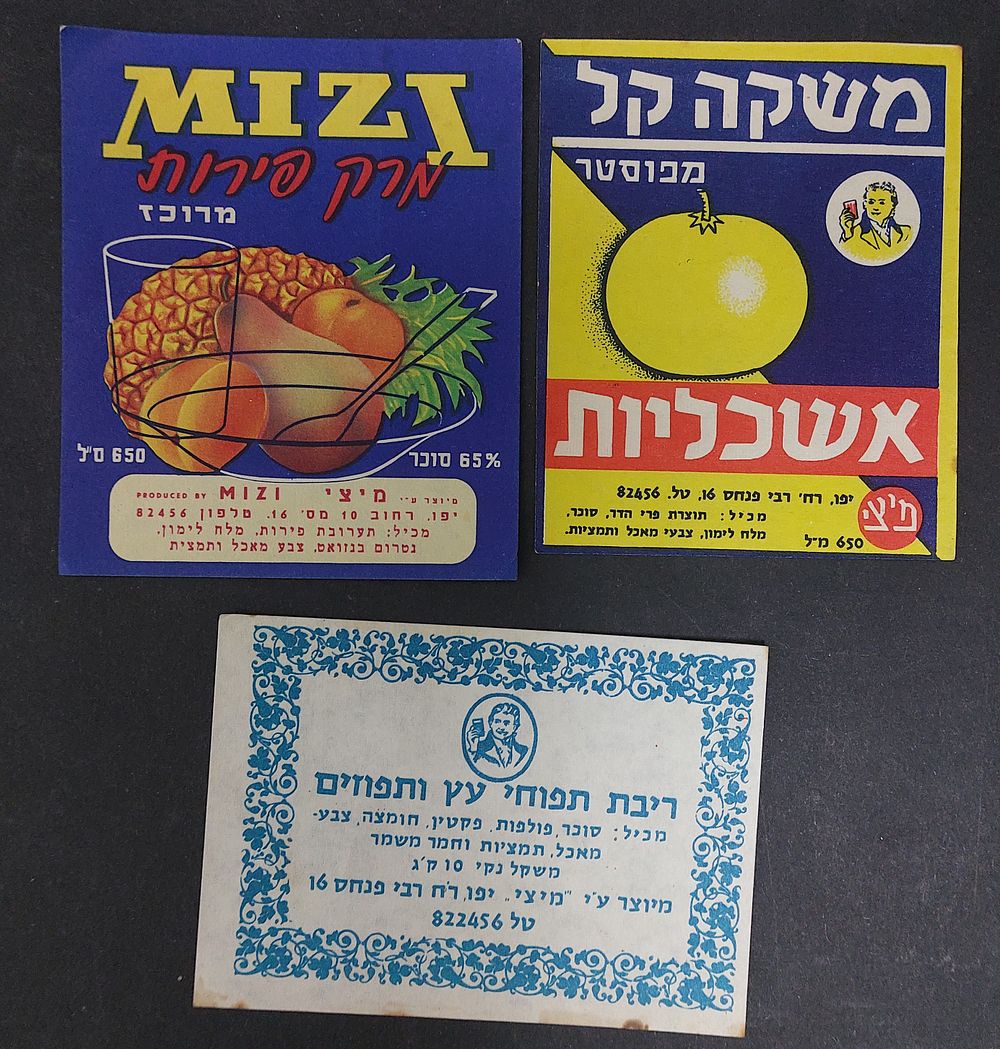 MIZI
מרק פירות
מרוכז
650 ס"ל
65% סוכר
PRODUCED BY MIZI מיוצר ע״י מיצי
יפו, רחוב 10 מס' 16. טלפון 82456
מכיל: תערובת פירות, מלח לימון,
נטרום בנזואט, צבע מאכל ותמצית
משקה קל
מפוסטר
אשכליות
יפו, רח' רבי פנחס 16, טל. 82456
מכיל: תוצרת פרי הדר, סוכר,
מלח לימון, צבעי מאכל ותמציות.
650 מ"ל
מיצי
ריבת תפוחי עץ ותפוזים
מכיל: סוכר, פולפות, פקטין, חומצה, צבע-
מאכל, תמציות וחמר משמר
משקל נקי 10 ק'ג
מיוצר ע'י "מיצי" יפו, רח רבי פנחס 16
טל 822456